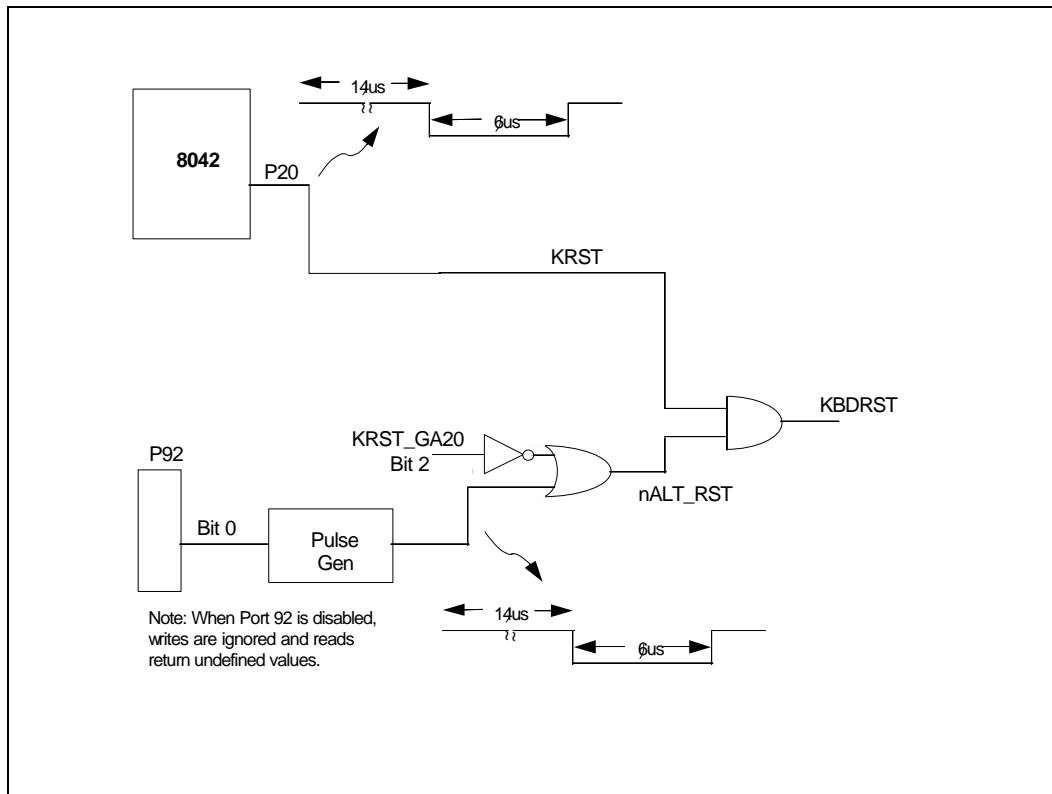 14us
6us
8042
P20
KRST
KBDRST
KRST_GA20
Bit 2
nALT_RST
P92
Bit 0
Pulse
Gen
14us
6us
Note: When Port 92 is disabled,
writes are ignored and reads
return undefined values.